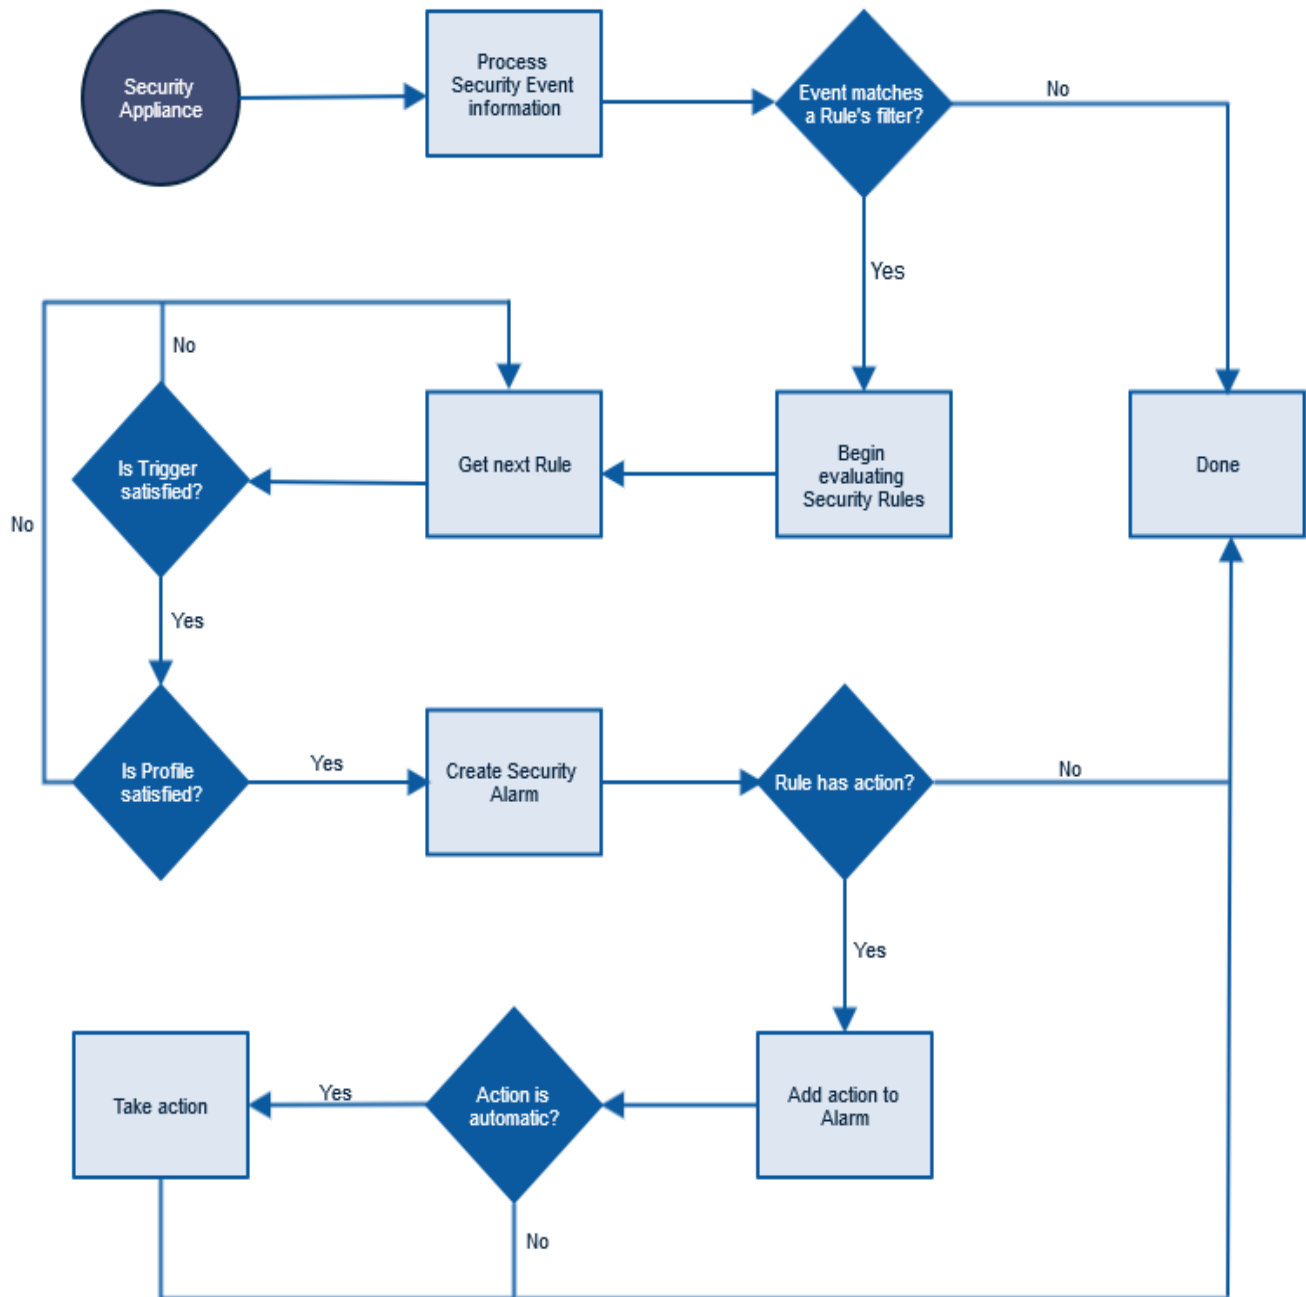 Security
Appliance
Process
Security Event
information
Event matches
a Rule's filter?
No
Yes
No
Is Trigger
satisfied?
Get next Rule
Begin
evaluating
Security Rules
Done
No
Yes
Is Profile
satisfied?
Yes
Create Security
Alarm
Rule has action?
No
Yes
Take action
Yes
Action is
automatic?
Add action to
Alarm
No